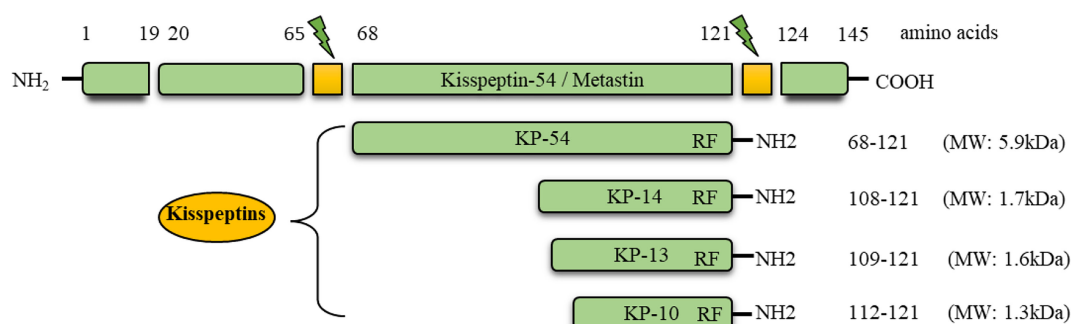 1 19 20 65 68 121 124 145 amino acids
NH2 Kisspeptin-54 / Metastin COOH
KP-54 RF NH2 68-121 (MW: 5.9kDa)
KP-14 RF NH2 108-121 (MW: 1.7kDa)
Kisspeptins
KP-13 RF NH2 109-121 (MW: 1.6kDa)
KP-10 RF NH2 112-121 (MW: 1.3kDa)